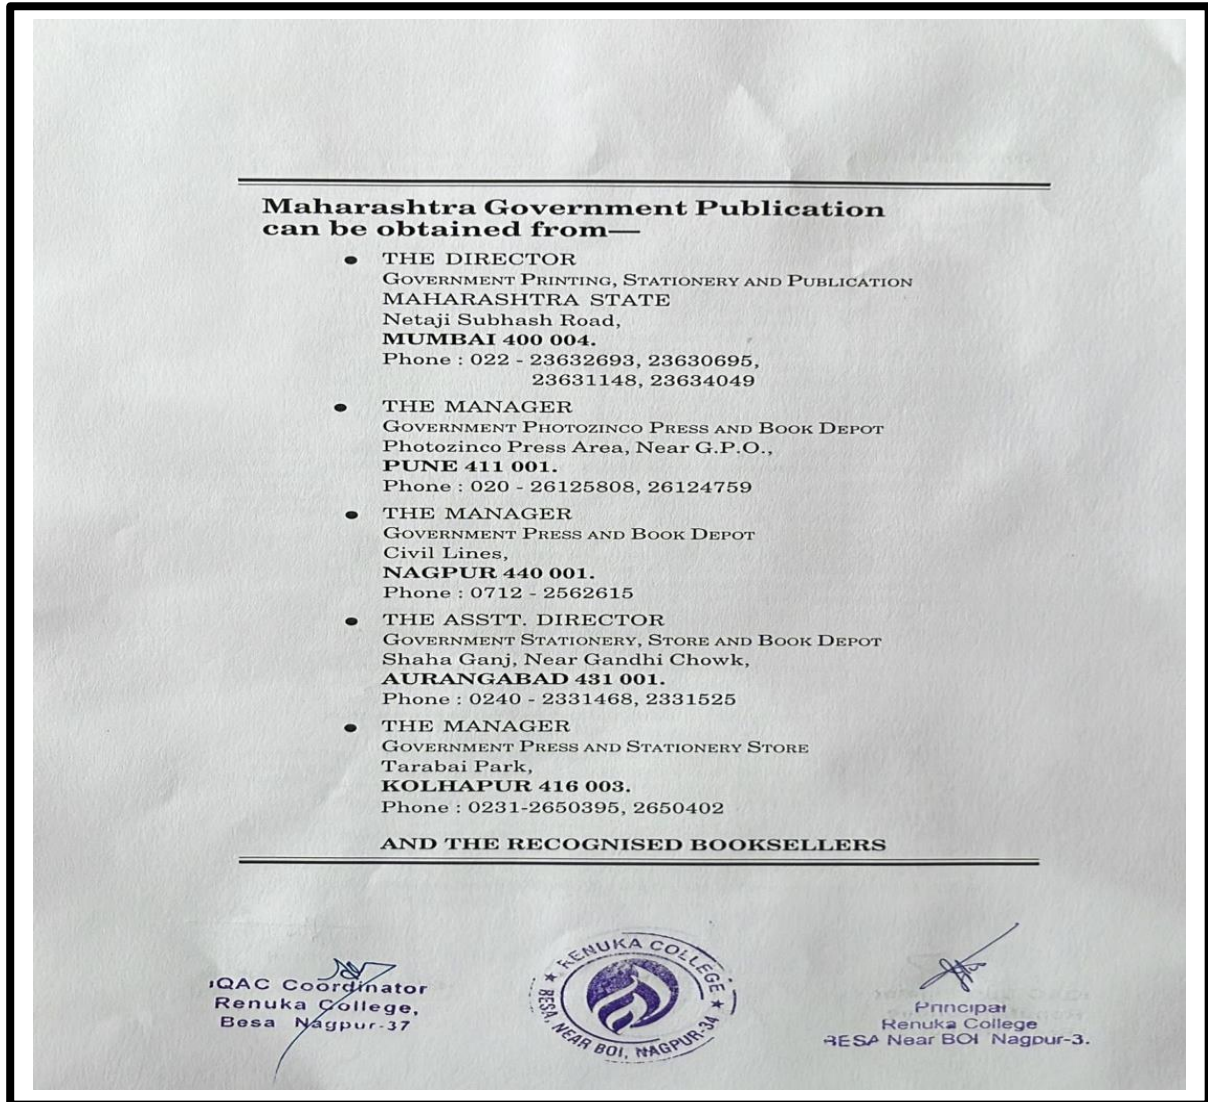 Maharashtra Government Publication
can be obtained from—
● THE DIRECTOR
Government Printing, Stationery and Publication
MAHARASHTRA STATE
Netaji Subhash Road,
MUMBAI 400 004.
Phone : 022 - 23632693, 23630695,
23631148, 23634049
● THE MANAGER
Government Photozinco Press and Book Depot
Photozinco Press Area, Near G.P.O.,
PUNE 411 001.
Phone : 020 - 26125808, 26124759
● THE MANAGER
Government Press and Book Depot
Civil Lines,
NAGPUR 440 001.
Phone : 0712 - 2562615
● THE ASSTT. DIRECTOR
Government Stationery, Store and Book Depot
Shaha Ganj, Near Gandhi Chowk,
AURANGABAD 431 001.
Phone : 0240 - 2331468, 2331525
● THE MANAGER
Government Press and Stationery Store
Tarabai Park,
KOLHAPUR 416 003.
Phone : 0231-2650395, 2650402
AND THE RECOGNISED BOOKSELLERS
IQAC Coordinator
Renuka College,
Besa Nagpur-37
★ RENUKA COLLEGE ★
BESA, NEAR BOI, NAGPUR-34
Principal
Renuka College
BESA Near BOI Nagpur-3.